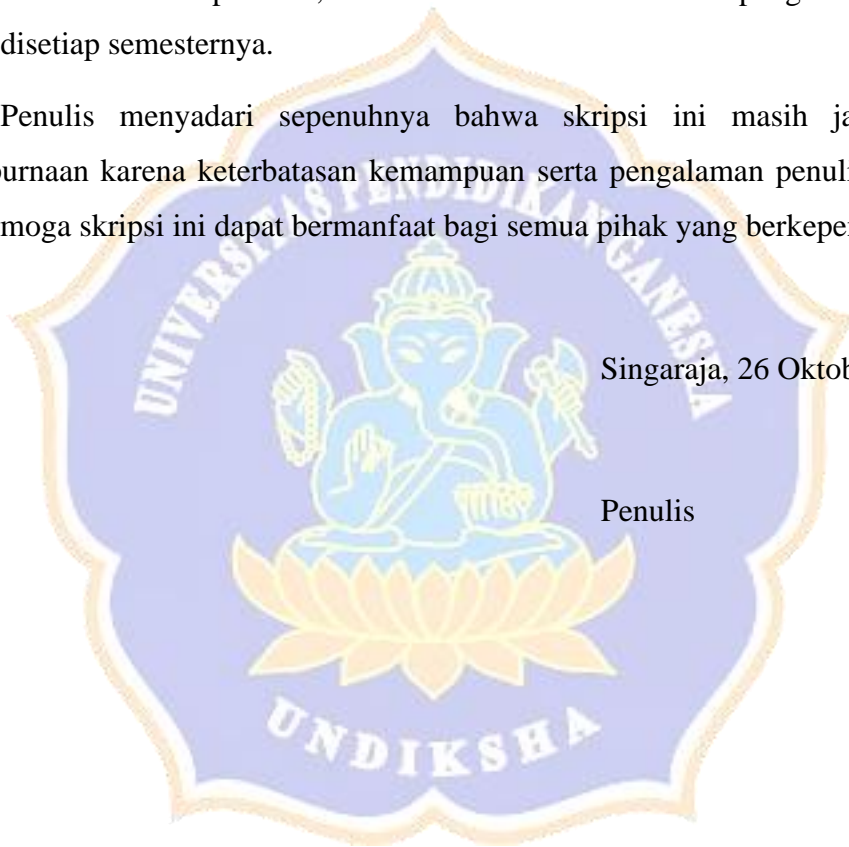 disetiap semesternya.
Penulis menyadari sepenuhnya bahwa skripsi ini masih ja
burnaan karena keterbatasan kemampuan serta pengalaman penuli
moga skripsi ini dapat bermanfaat bagi semua pihak yang berkepe
UNIVERSITAS PENDIDIKAN GANESHA
Singaraja, 26 Oktob
Penulis
UNDIKSHA